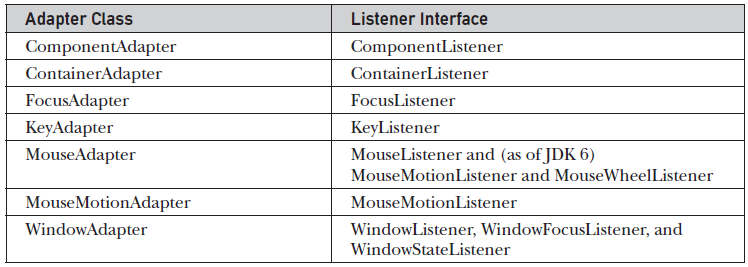 Adapter Class Listener Interface
ComponentAdapter ComponentListener
ContainerAdapter ContainerListener
FocusAdapter FocusListener
KeyAdapter KeyListener
MouseAdapter MouseListener and (as of JDK 6)
MouseMotionListener and MouseWheelListener
MouseMotionAdapter MouseMotionListener
WindowAdapter WindowListener, WindowFocusListener, and
WindowStateListener